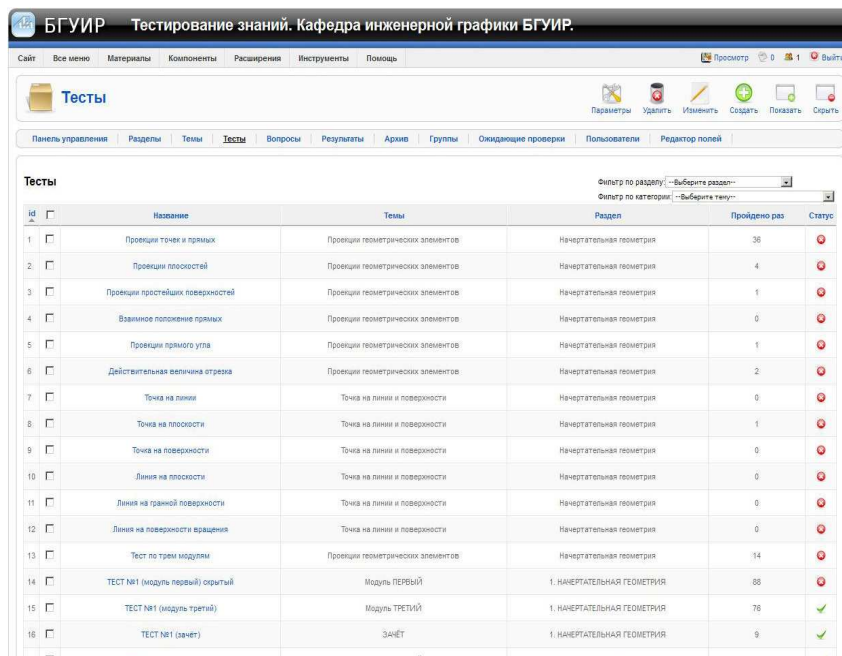 БГУИР Тестирование знаний. Кафедра инженерной графики БГУИР.
Сайт Все меню Материалы Компоненты Расширения Инструменты Помощь Просмотр 0 1 Выйти
Тесты
Параметры Удалить Изменить Создать Показать Скрыть
Панель управления Разделы Темы Тесты Вопросы Результаты Архив Группы Ожидающие проверки Пользователи Редактор полей
Тесты
Фильтр по разделу: --Выберите раздел--
Фильтр по категории: --Выберите тему--
id Название Темы Раздел Пройдено раз Статус
1 Проекции точек и прямых Проекции геометрических элементов Начертательная геометрия 36
2 Проекции плоскостей Проекции геометрических элементов Начертательная геометрия 4
3 Проекции простейших поверхностей Проекции геометрических элементов Начертательная геометрия 1
4 Взаимное положение прямых Проекции геометрических элементов Начертательная геометрия 0
5 Проекции прямого угла Проекции геометрических элементов Начертательная геометрия 1
6 Действительная величина отрезка Проекции геометрических элементов Начертательная геометрия 2
7 Точка на линии Точка на линии и поверхности Начертательная геометрия 0
8 Точка на плоскости Точка на линии и поверхности Начертательная геометрия 1
9 Точка на поверхности Точка на линии и поверхности Начертательная геометрия 0
10 Линия на плоскости Точка на линии и поверхности Начертательная геометрия 0
11 Линия на гранной поверхности Точка на линии и поверхности Начертательная геометрия 0
12 Линия на поверхности вращения Точка на линии и поверхности Начертательная геометрия 0
13 Тест по трем модулям Проекции геометрических элементов Начертательная геометрия 14
14 ТЕСТ №1 (модуль первый) скрытый Модуль ПЕРВЫЙ 1. НАЧЕРТАТЕЛЬНАЯ ГЕОМЕТРИЯ 88
15 ТЕСТ №1 (модуль третий) Модуль ТРЕТИЙ 1. НАЧЕРТАТЕЛЬНАЯ ГЕОМЕТРИЯ 76
16 ТЕСТ №1 (зачёт) ЗАЧЁТ 1. НАЧЕРТАТЕЛЬНАЯ ГЕОМЕТРИЯ 9